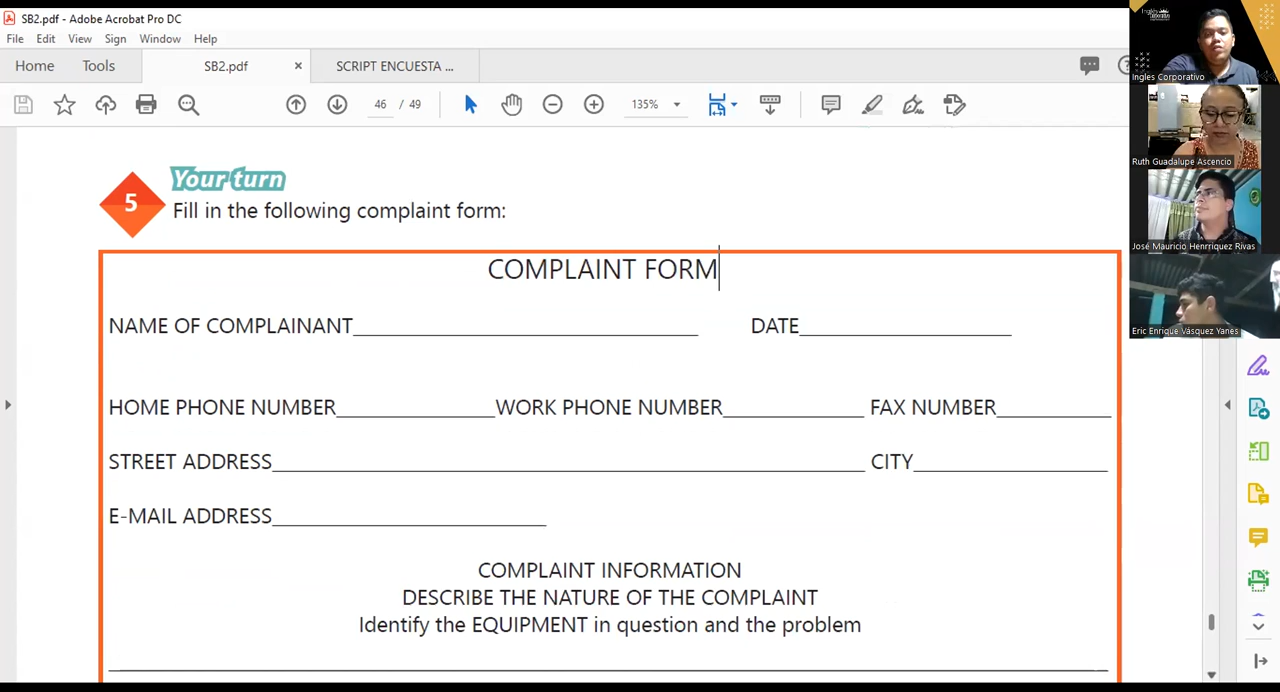 SB2.pdf - Adobe Acrobat Pro DC
File Edit View Sign Window Help
Home Tools SB2.pdf × SCRIPT ENCUESTA ...
46 / 49 135%
5 Your turn
Fill in the following complaint form:
COMPLAINT FORM
NAME OF COMPLAINANT DATE
HOME PHONE NUMBER WORK PHONE NUMBER FAX NUMBER
STREET ADDRESS CITY
E-MAIL ADDRESS
COMPLAINT INFORMATION
DESCRIBE THE NATURE OF THE COMPLAINT
Identify the EQUIPMENT in question and the problem
Ingles Corporativo
Ruth Guadalupe Ascencio
José Mauricio Henrriquez Rivas
Eric Enrique Vásquez Yanes